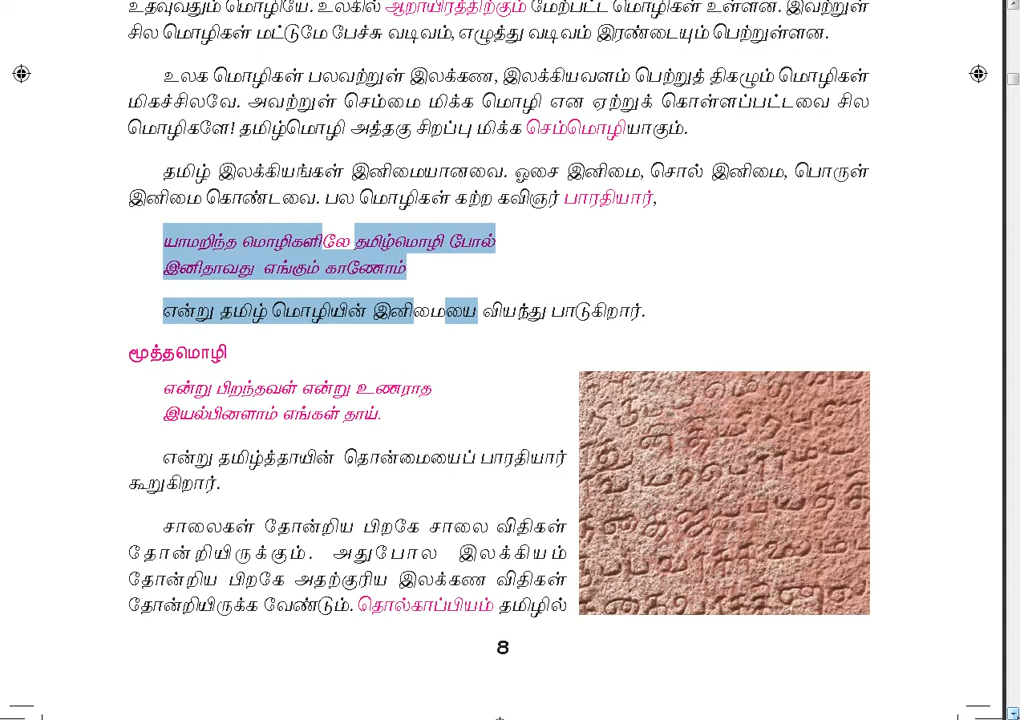 உதவுவதும் மொழியே. உலகில் ஆறாயிரத்திற்கும் மேற்பட்ட மொழிகள் உள்ளன. இவற்றுள்
சில மொழிகள் மட்டுமே பேச்சு வடிவம், எழுத்து வடிவம் இரண்டையும் பெற்றுள்ளன.
உலக மொழிகள் பலவற்றுள் இலக்கண, இலக்கியவளம் பெற்றுத் திகழும் மொழிகள்
மிகச்சிலவே. அவற்றுள் செம்மை மிக்க மொழி என ஏற்றுக் கொள்ளப்பட்டவை சில
மொழிகளே! தமிழ்மொழி அத்தகு சிறப்பு மிக்க செம்மொழியாகும்.
தமிழ் இலக்கியங்கள் இனிமையானவை. ஓசை இனிமை, சொல் இனிமை, பொருள்
இனிமை கொண்டவை. பல மொழிகள் கற்ற கவிஞர் பாரதியார்,
யாமறிந்த மொழிகளிலே தமிழ்மொழி போல்
இனிதாவது எங்கும் காணோம்
என்று தமிழ் மொழியின் இனிமையை வியந்து பாடுகிறார்.
மூத்தமொழி
என்று பிறந்தவள் என்று உணராத
இயல்பினளாம் எங்கள் தாய்.
என்று தமிழ்த்தாயின் தொன்மையைப் பாரதியார்
கூறுகிறார்.
சாலைகள் தோன்றிய பிறகே சாலை விதிகள்
தோன்றியிருக்கும். அதுபோல இலக்கியம்
தோன்றிய பிறகே அதற்குரிய இலக்கண விதிகள்
தோன்றியிருக்க வேண்டும். தொல்காப்பியம் தமிழில்
8